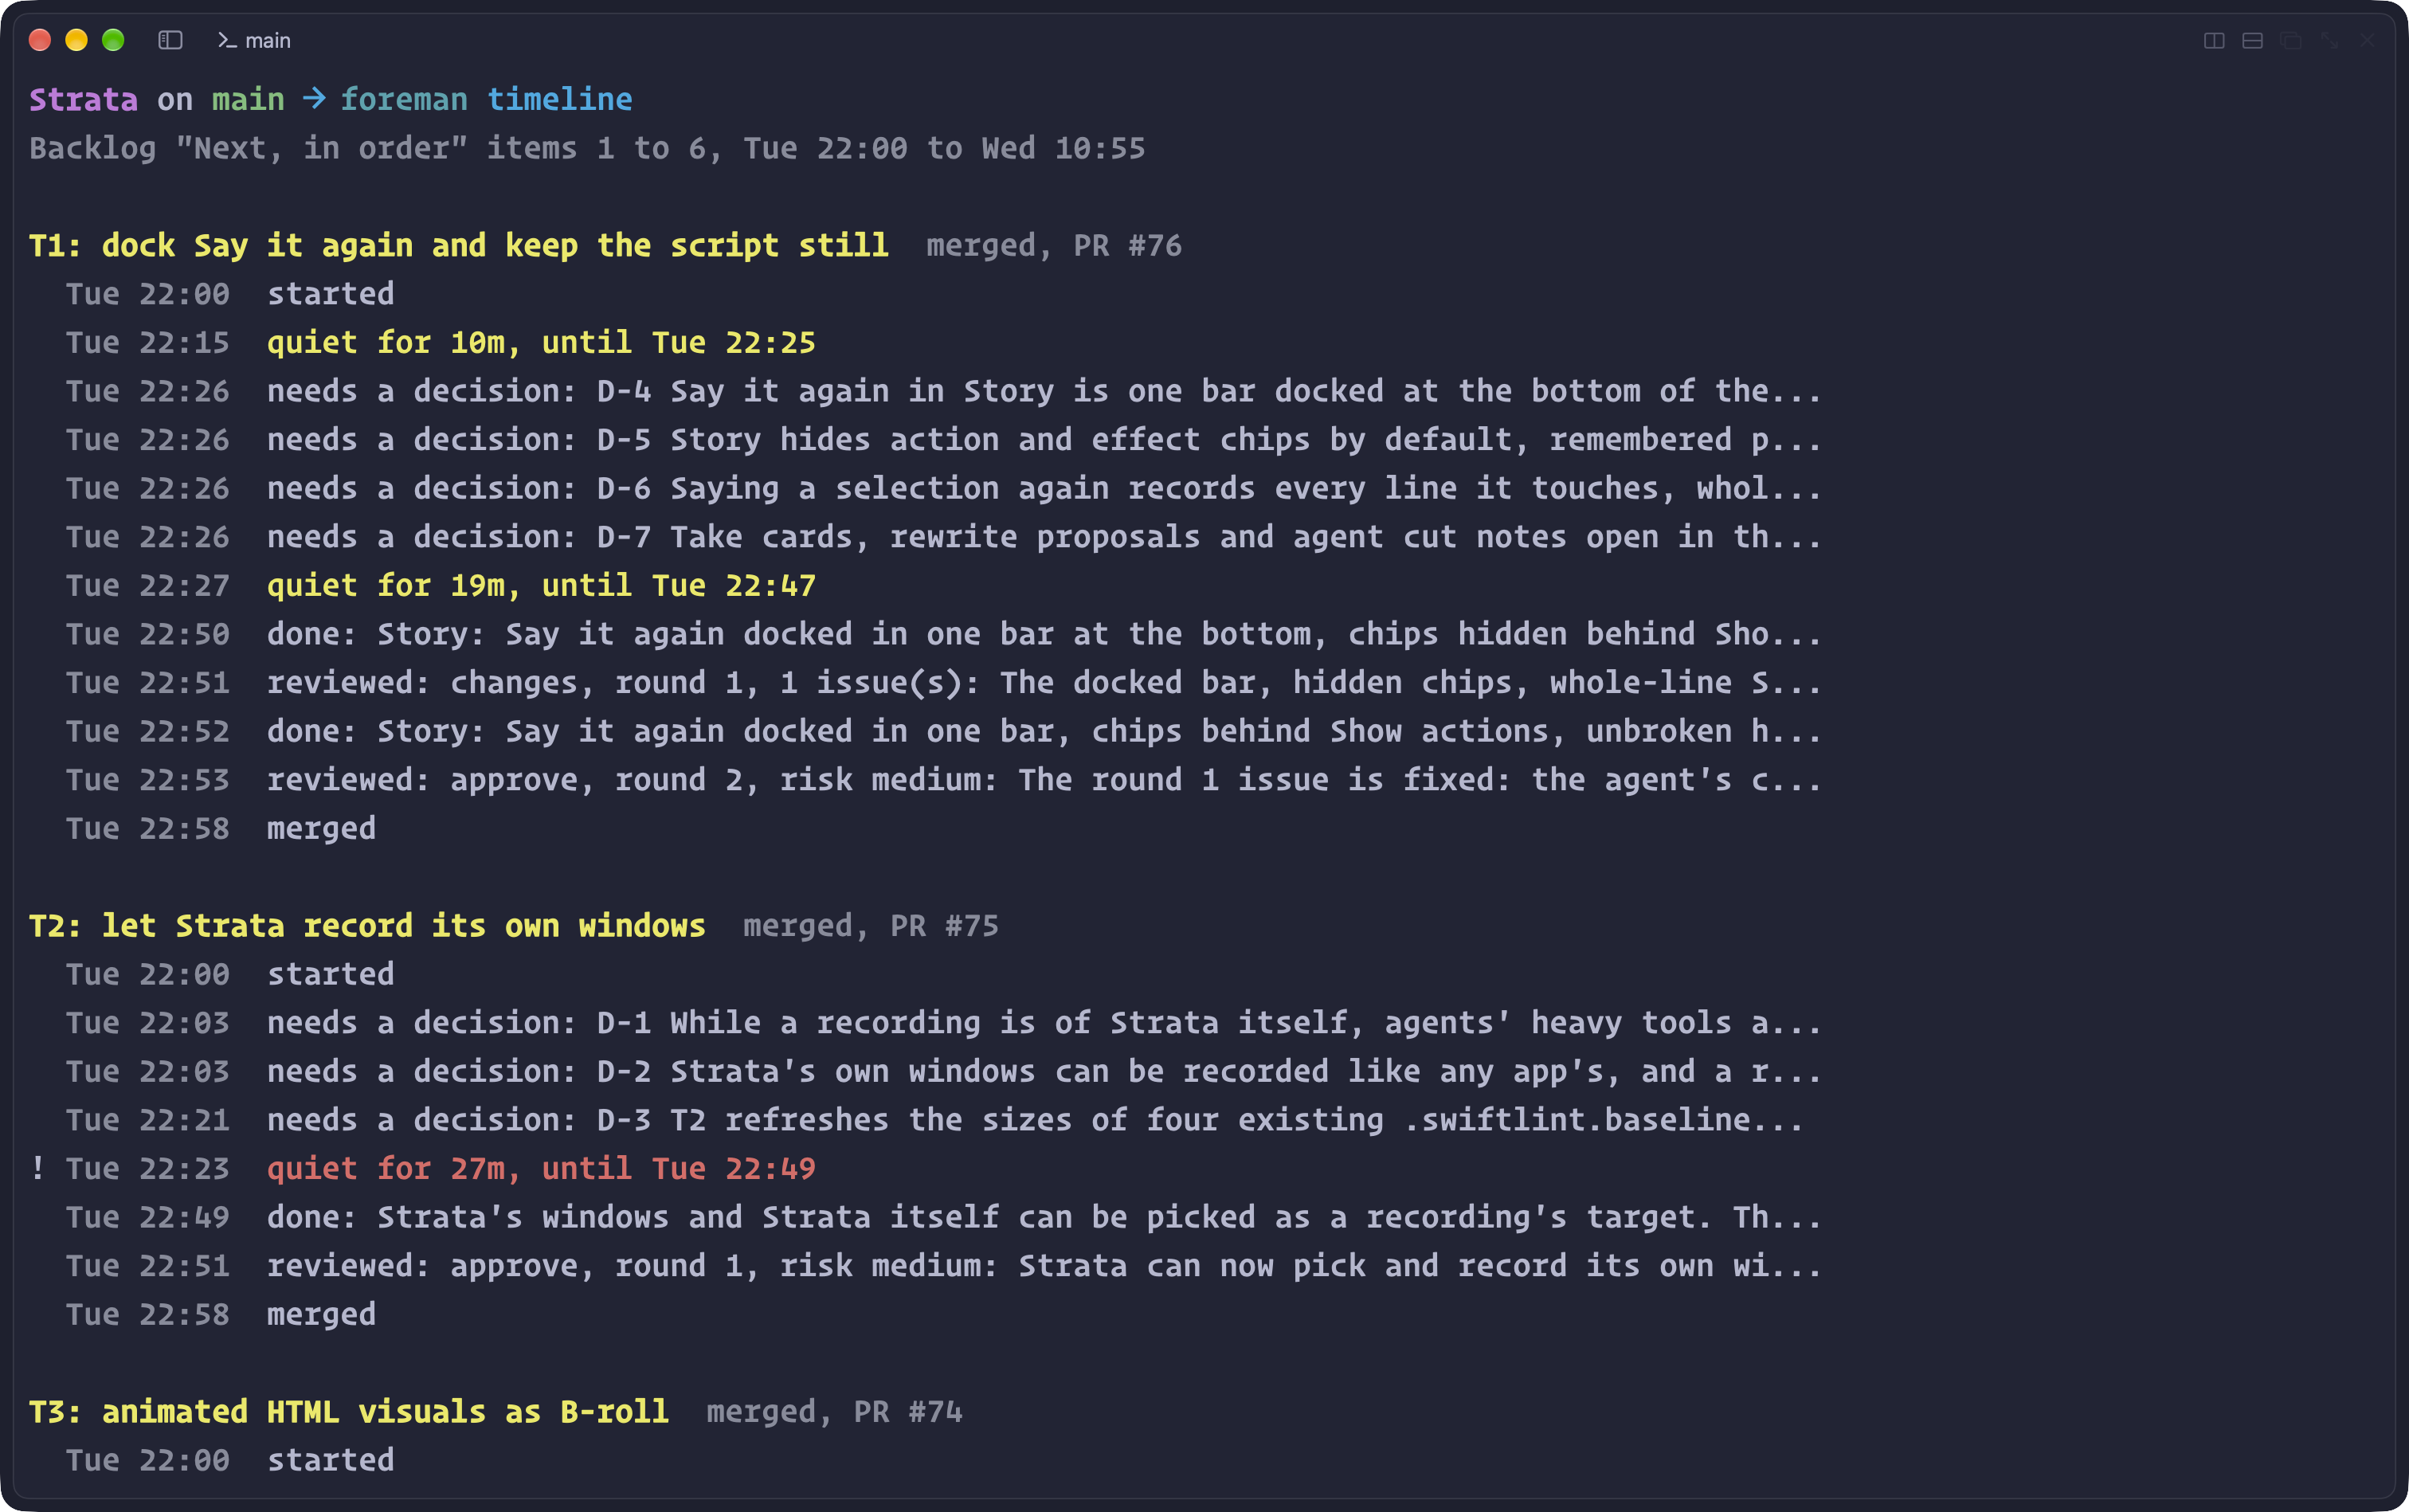 main
Strata on main → foreman timeline
Backlog "Next, in order" items 1 to 6, Tue 22:00 to Wed 10:55
T1: dock Say it again and keep the script still  merged, PR #76
Tue 22:00  started
Tue 22:15  quiet for 10m, until Tue 22:25
Tue 22:26  needs a decision: D-4 Say it again in Story is one bar docked at the bottom of the...
Tue 22:26  needs a decision: D-5 Story hides action and effect chips by default, remembered p...
Tue 22:26  needs a decision: D-6 Saying a selection again records every line it touches, whol...
Tue 22:26  needs a decision: D-7 Take cards, rewrite proposals and agent cut notes open in th...
Tue 22:27  quiet for 19m, until Tue 22:47
Tue 22:50  done: Story: Say it again docked in one bar at the bottom, chips hidden behind Sho...
Tue 22:51  reviewed: changes, round 1, 1 issue(s): The docked bar, hidden chips, whole-line S...
Tue 22:52  done: Story: Say it again docked in one bar, chips behind Show actions, unbroken h...
Tue 22:53  reviewed: approve, round 2, risk medium: The round 1 issue is fixed: the agent's c...
Tue 22:58  merged
T2: let Strata record its own windows  merged, PR #75
Tue 22:00  started
Tue 22:03  needs a decision: D-1 While a recording is of Strata itself, agents' heavy tools a...
Tue 22:03  needs a decision: D-2 Strata's own windows can be recorded like any app's, and a r...
Tue 22:21  needs a decision: D-3 T2 refreshes the sizes of four existing .swiftlint.baseline...
! Tue 22:23  quiet for 27m, until Tue 22:49
Tue 22:49  done: Strata's windows and Strata itself can be picked as a recording's target. Th...
Tue 22:51  reviewed: approve, round 1, risk medium: Strata can now pick and record its own wi...
Tue 22:58  merged
T3: animated HTML visuals as B-roll  merged, PR #74
Tue 22:00  started